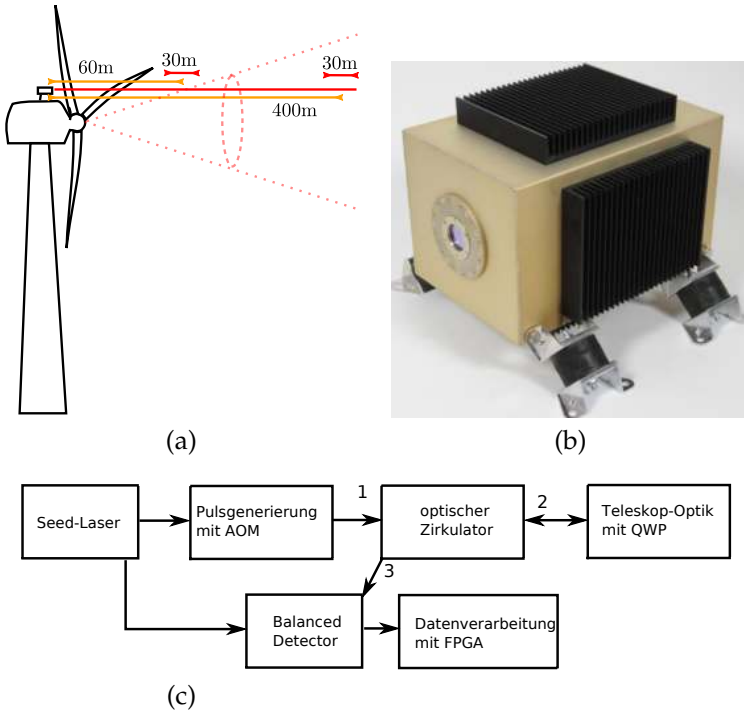 30m
30m
60m
400m
(a)
(b)
1
2
Seed-Laser
Pulsgenerierung
mit AOM
optischer
Zirkulator
Teleskop-Optik
mit QWP
3
Balanced
Detector
Datenverarbeitung
mit FPGA
(c)